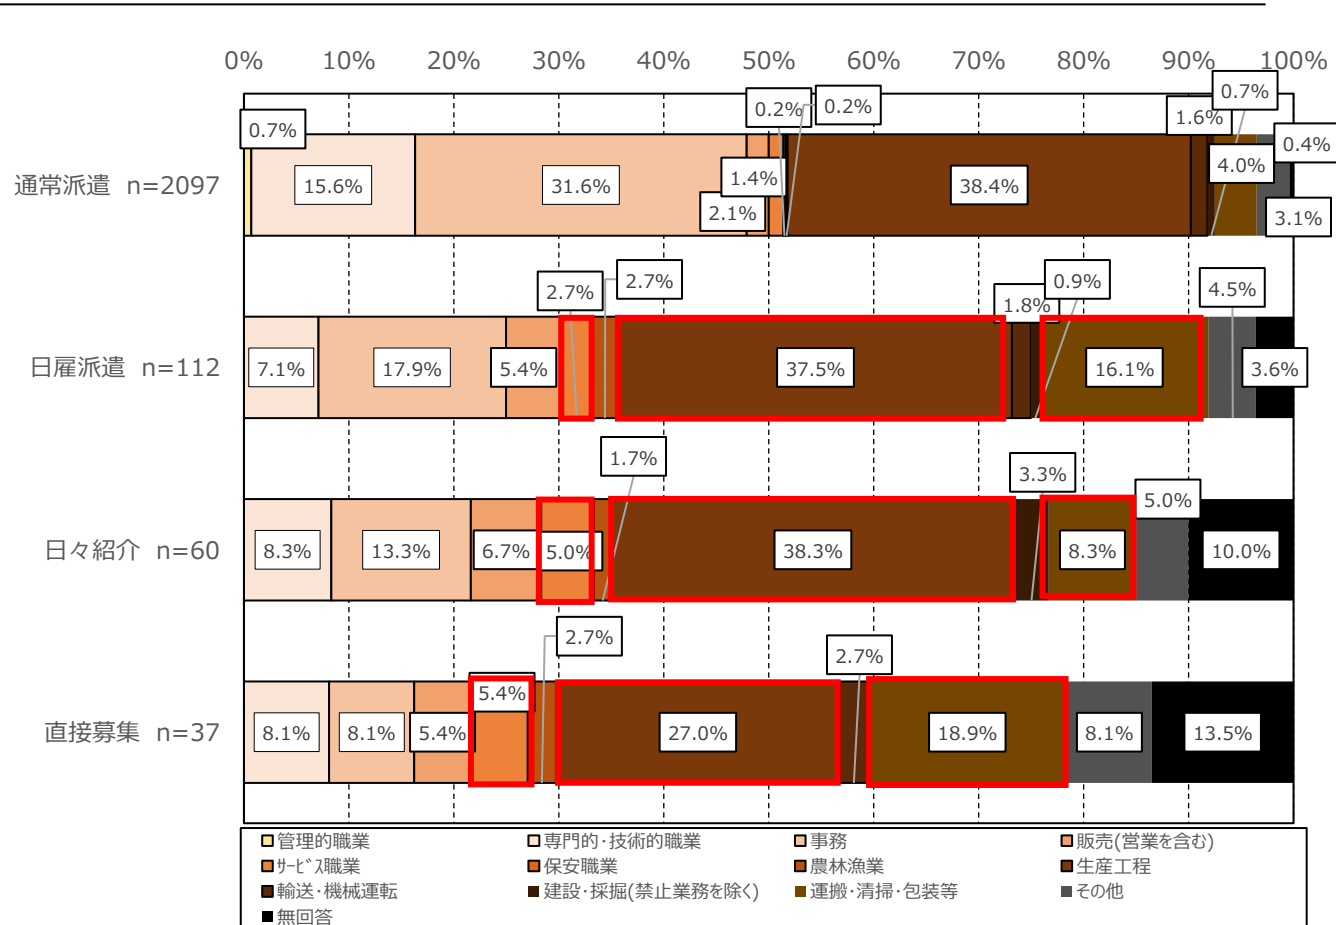 0% 10% 20% 30% 40% 50% 60% 70% 80% 90% 100%
通常派遣 n=2097
0.7% 15.6% 31.6% 2.1% 1.4% 0.2% 0.2% 38.4% 1.6% 0.7% 4.0% 3.1% 0.4%
日雇派遣 n=112
7.1% 17.9% 5.4% 2.7% 2.7% 37.5% 1.8% 0.9% 16.1% 4.5% 3.6%
日々紹介 n=60
8.3% 13.3% 6.7% 5.0% 1.7% 38.3% 3.3% 8.3% 5.0% 10.0%
直接募集 n=37
8.1% 8.1% 5.4% 5.4% 2.7% 27.0% 2.7% 18.9% 8.1% 13.5%
管理的職業 専門的・技術的職業 事務 販売(営業を含む)
サービス職業 保安職業 農林漁業 生産工程
輸送・機械運転 建設・採掘(禁止業務を除く) 運搬・清掃・包装等 その他
無回答